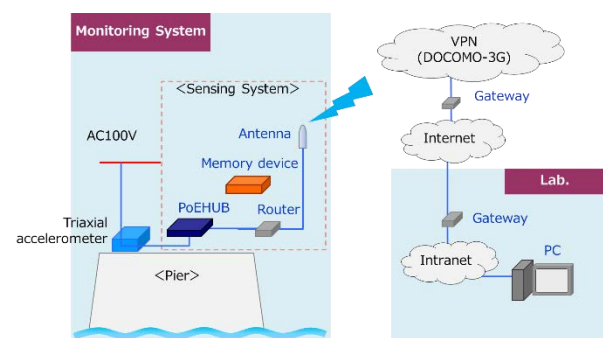 Monitoring System
<Sensing System>
AC100V
Antenna
Memory device
PoEHUB
Router
Triaxial
accelerometer
<Pier>
VPN
(DOCOMO-3G)
Gateway
Internet
Lab.
Gateway
PC
Intranet